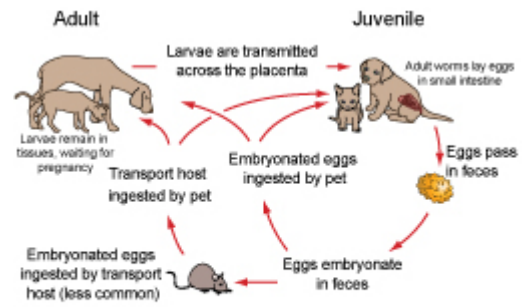 Adult
Juvenile
Larvae are transmitted
across the placenta
Adult worms lay eggs
in small intestine
Larvae remain in
tissues, waiting for
pregnancy
Transport host
ingested by pet
Embryonated eggs
ingested by pet
Eggs pass
in feces
Embryonated eggs
ingested by transport
host (less common)
Eggs embryonate
in feces